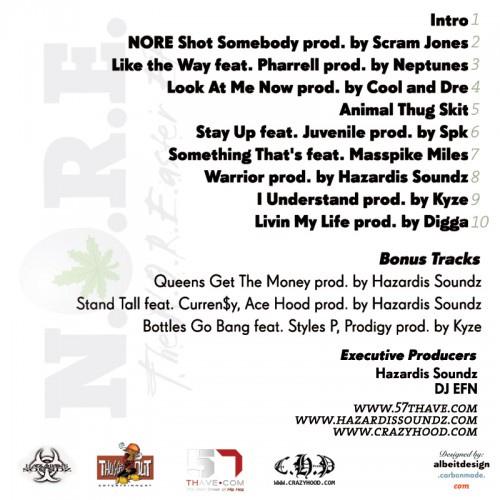 Intro 1
NORE Shot Somebody prod. by Scram Jones 2
Like the Way feat. Pharrell prod. by Neptunes 3
Look At Me Now prod. by Cool and Dre 4
Animal Thug Skit 5
Stay Up feat. Juvenile prod. by Spk 6
Something That's feat. Masspike Miles 7
Warrior prod. by Hazardis Soundz 8
I Understand prod. by Kyze 9
Livin My Life prod. by Digga 10
N.O.R.E.
Bonus Tracks
Queens Get The Money prod. by Hazardis Soundz
Stand Tall feat. Curren$y, Ace Hood prod. by Hazardis Soundz
Bottles Go Bang feat. Styles P, Prodigy prod. by Kyze
Executive Producers
Hazardis Soundz
DJ EFN
WWW.57THAVE.COM
WWW.HAZARDISSOUNDZ.COM
WWW.CRAZYHOOD.COM
57
THAVE.COM
C.H.P
WWW.CRAZYHOOD.COM
Designed by:
albeitdesign
.carbonmade.
com